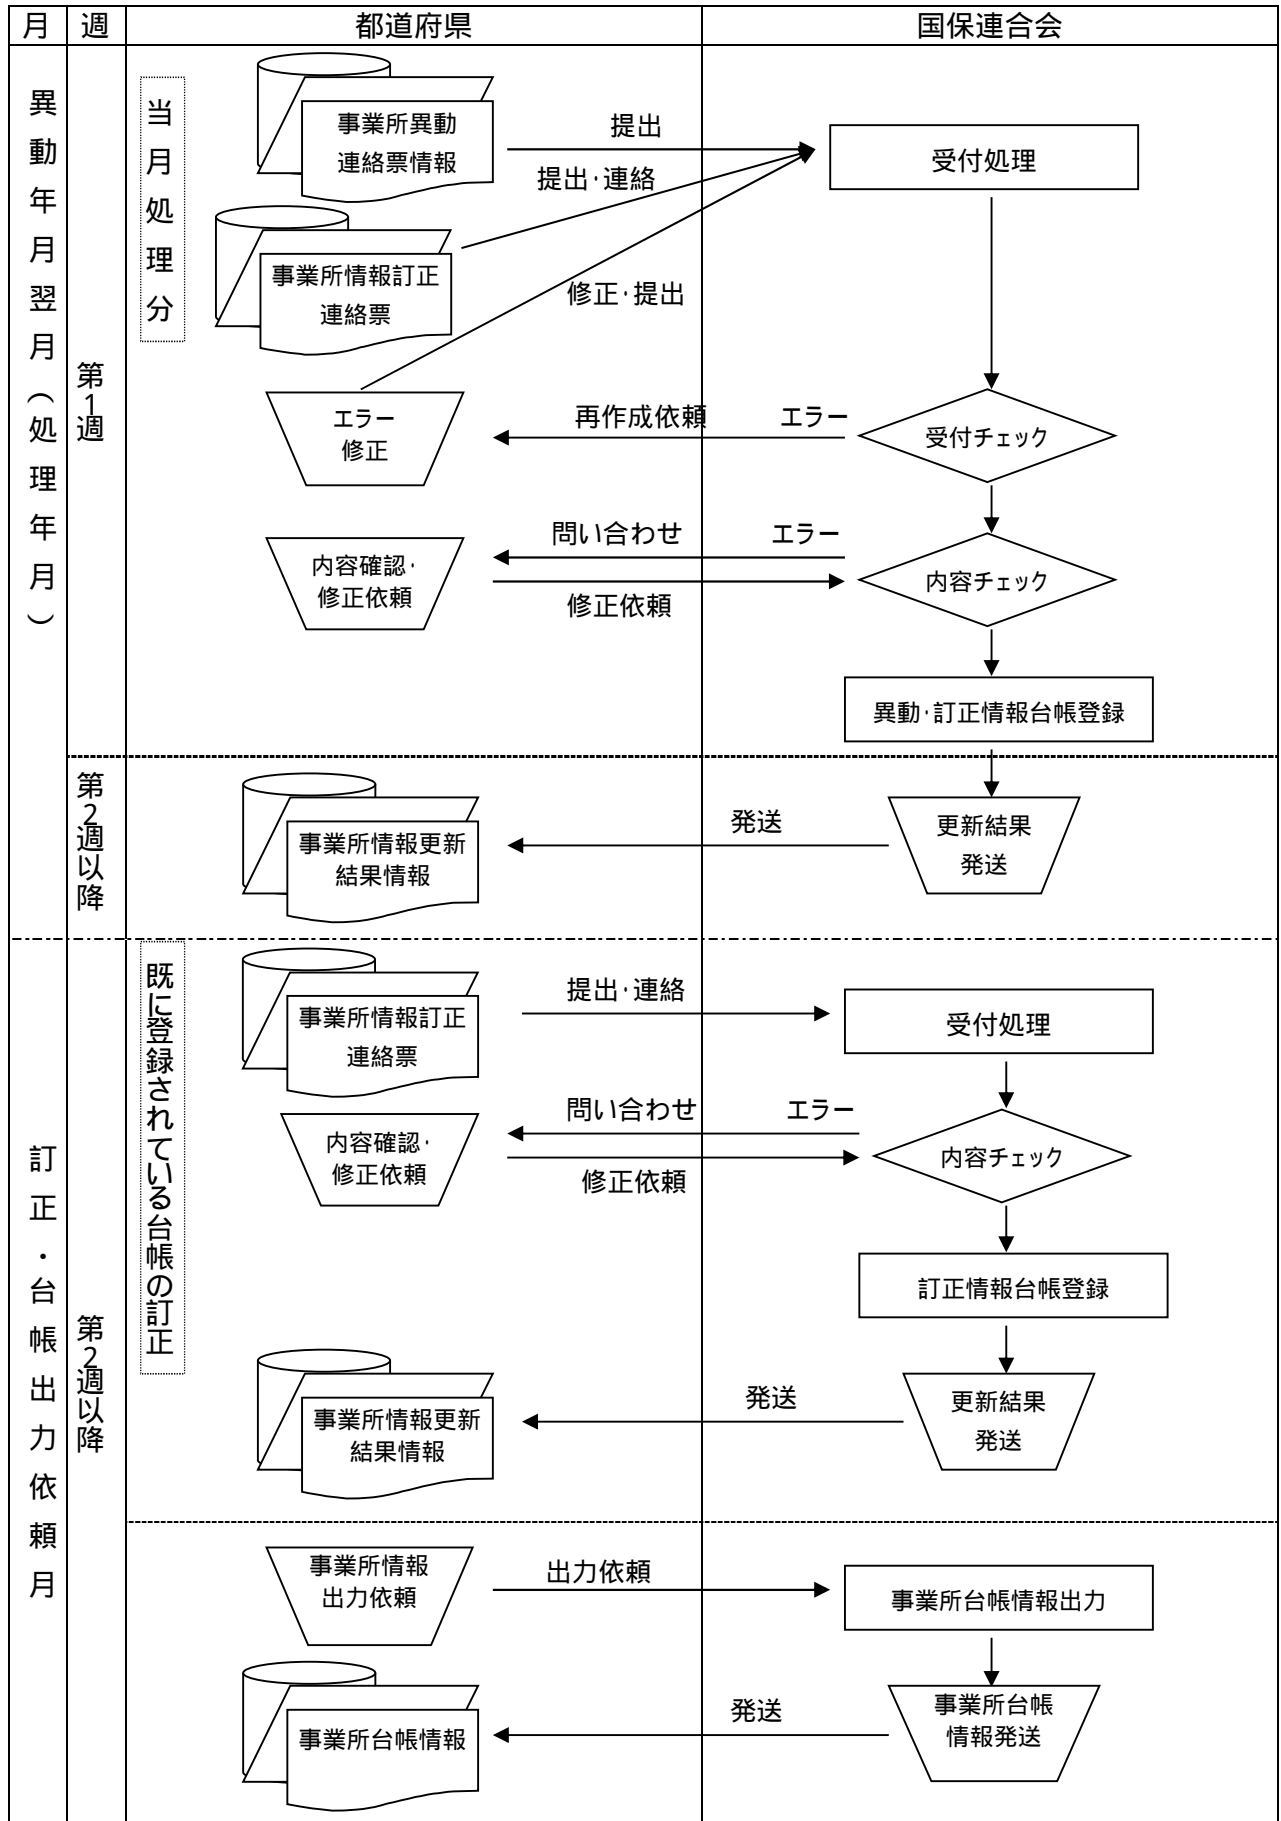 月
週
都道府県
国保連合会
異動年月翌月（処理年月）
第1週
当月処理分
事業所異動
連絡票情報
提出
受付処理
提出・連絡
事業所情報訂正
連絡票
修正・提出
エラー
修正
再作成依頼
エラー
受付チェック
内容確認・
修正依頼
問い合わせ
エラー
修正依頼
内容チェック
異動・訂正情報台帳登録
第2週以降
事業所情報更新
結果情報
発送
更新結果
発送
訂正・台帳出力依頼月
第2週以降
既に登録されている台帳の訂正
事業所情報訂正
連絡票
提出・連絡
受付処理
内容確認・
修正依頼
問い合わせ
エラー
修正依頼
内容チェック
訂正情報台帳登録
事業所情報更新
結果情報
発送
更新結果
発送
事業所情報
出力依頼
出力依頼
事業所台帳情報出力
事業所台帳情報
発送
事業所台帳
情報発送